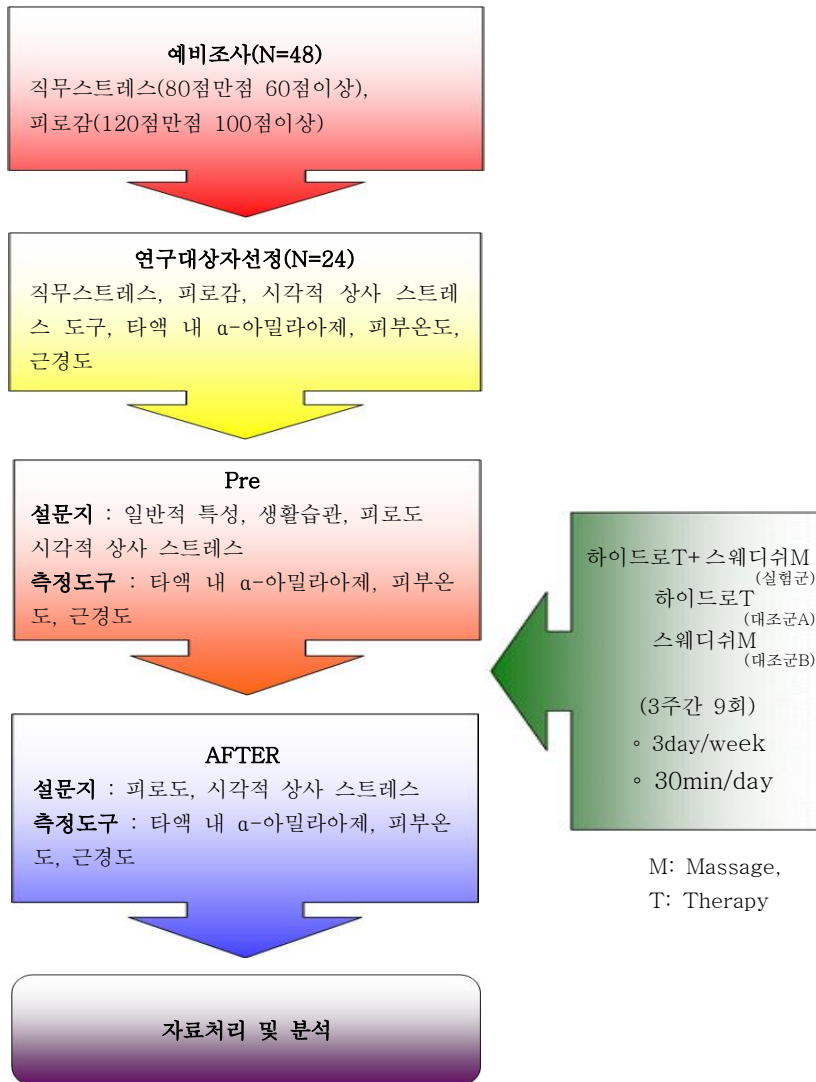 예비조사(N=48)
직무스트레스(80점만점 60점이상),
피로감(120점만점 100점이상)
연구대상자선정(N=24)
직무스트레스, 피로감, 시각적 상사 스트레
스 도구, 타액 내 α-아밀라아제, 피부온도,
근경도
Pre
설문지 : 일반적 특성, 생활습관, 피로도
시각적 상사 스트레스
측정도구 : 타액 내 α-아밀라아제, 피부온
도, 근경도
하이드로T+스웨디쉬M
(실험군)
하이드로T
(대조군A)
스웨디쉬M
(대조군B)
(3주간 9회)
◦ 3day/week
◦ 30min/day
M: Massage,
T: Therapy
AFTER
설문지 : 피로도, 시각적 상사 스트레스
측정도구 : 타액 내 α-아밀라아제, 피부온
도, 근경도
자료처리 및 분석